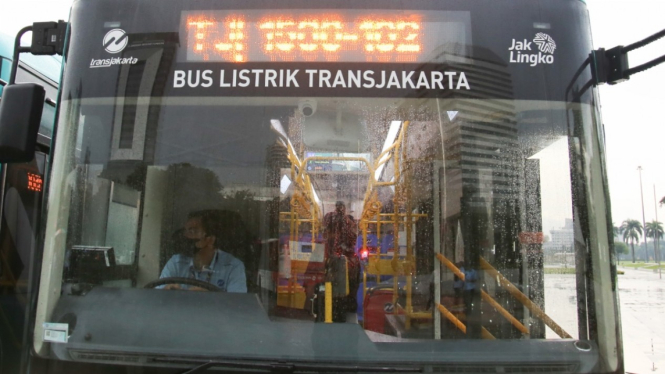 TJ 1500-102
transjakarta
Jak
Lingko
BUS LISTRIK TRANSJAKARTA